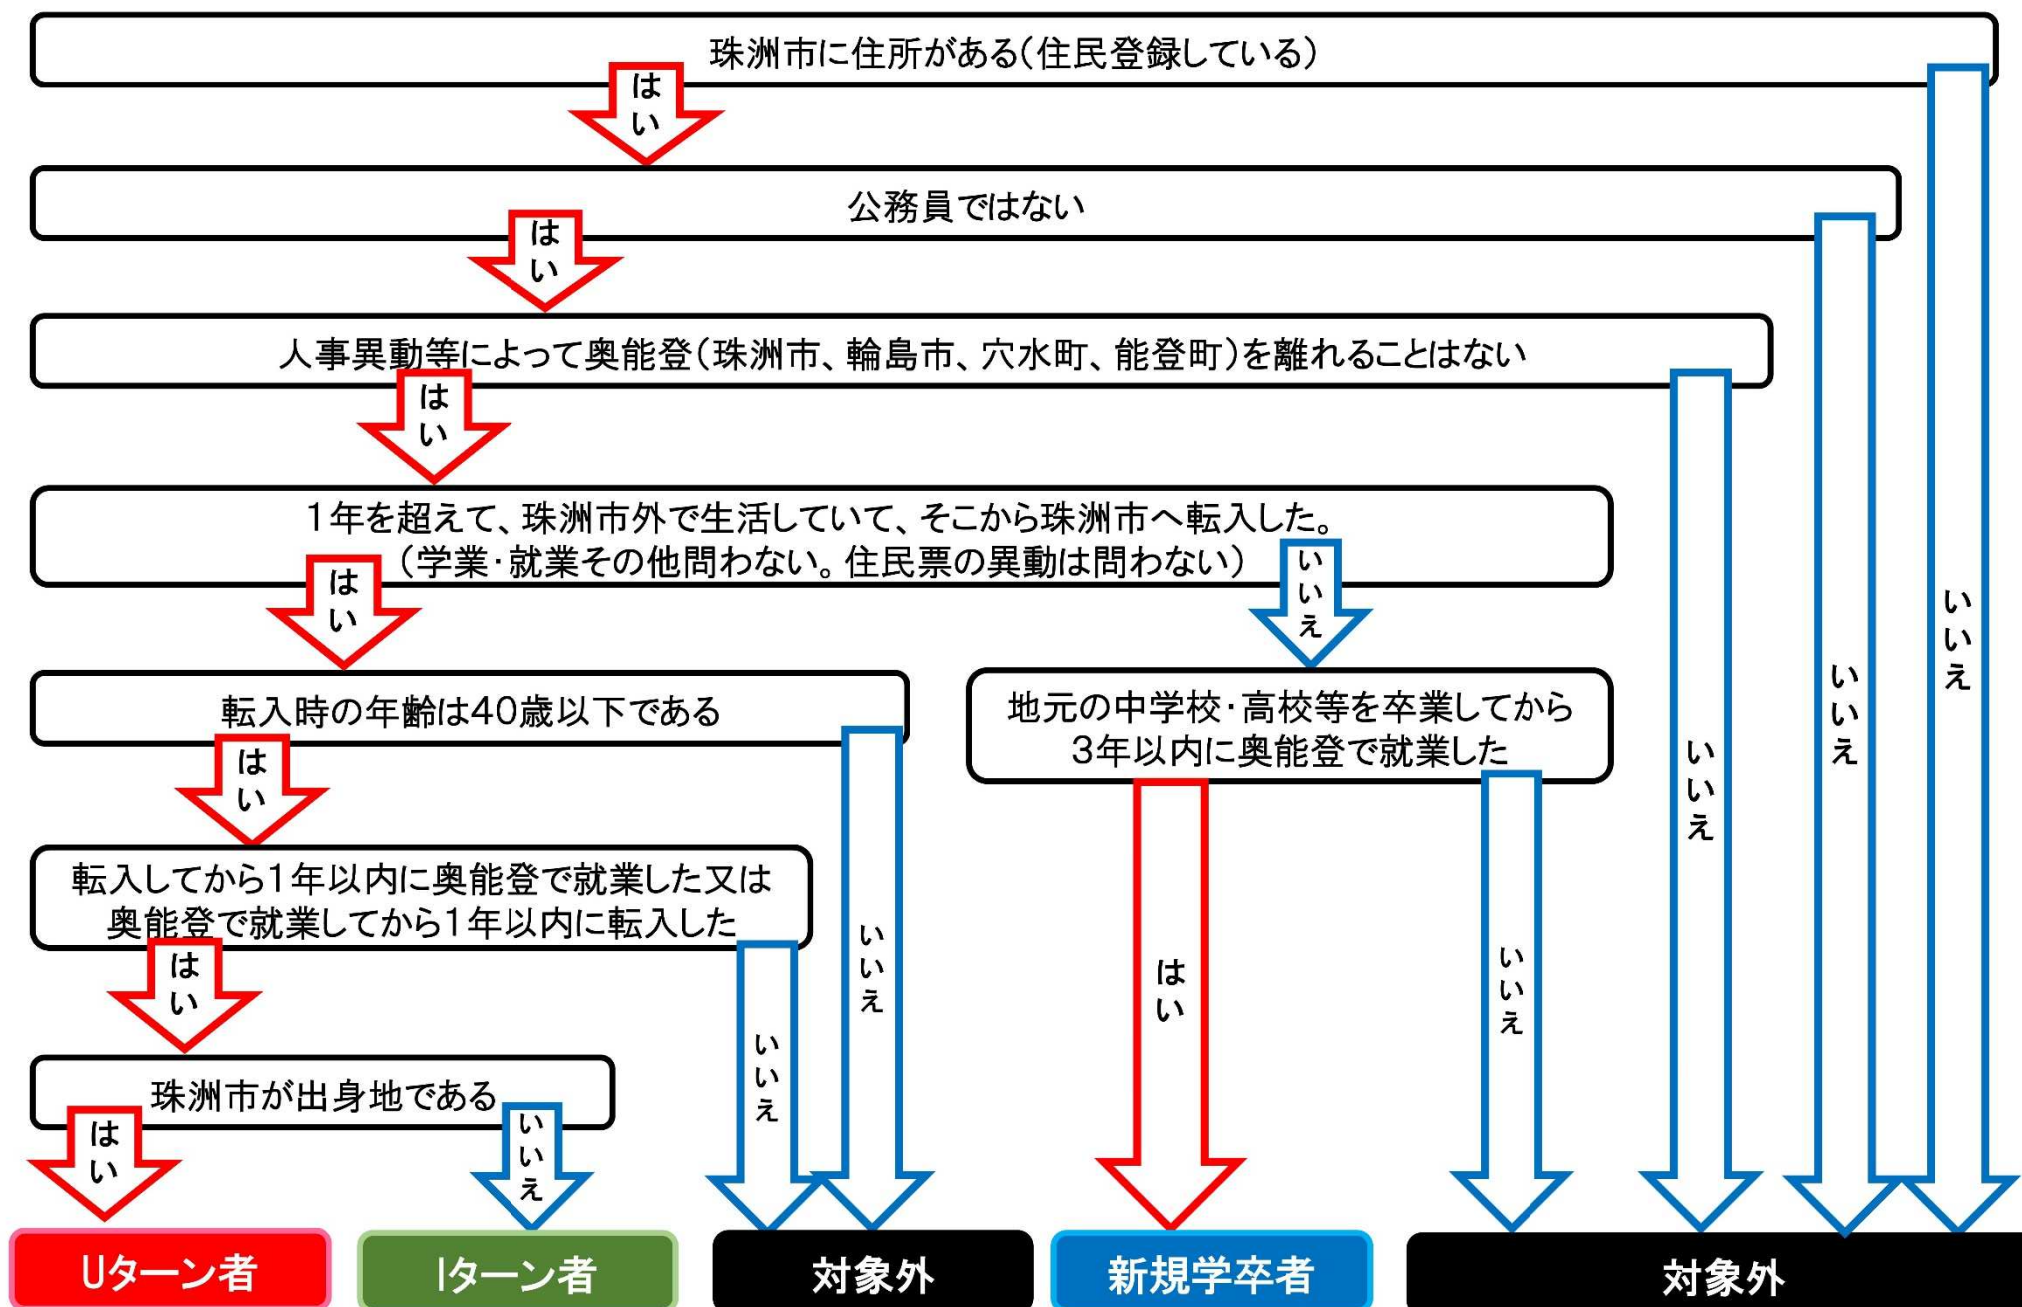 珠洲市に住所がある(住民登録している)
はい
いいえ
公務員ではない
はい
いいえ
人事異動等によって奥能登(珠洲市、輪島市、穴水町、能登町)を離れることはない
はい
いいえ
1年を超えて、珠洲市外で生活していて、そこから珠洲市へ転入した。
(学業・就業その他問わない。住民票の異動は問わない)
はい
いいえ
転入時の年齢は40歳以下である
はい
いいえ
地元の中学校・高校等を卒業してから
3年以内に奥能登で就業した
はい
いいえ
転入してから1年以内に奥能登で就業した又は
奥能登で就業してから1年以内に転入した
はい
いいえ
珠洲市が出身地である
はい
いいえ
Uターン者
Iターン者
対象外
新規学卒者
対象外